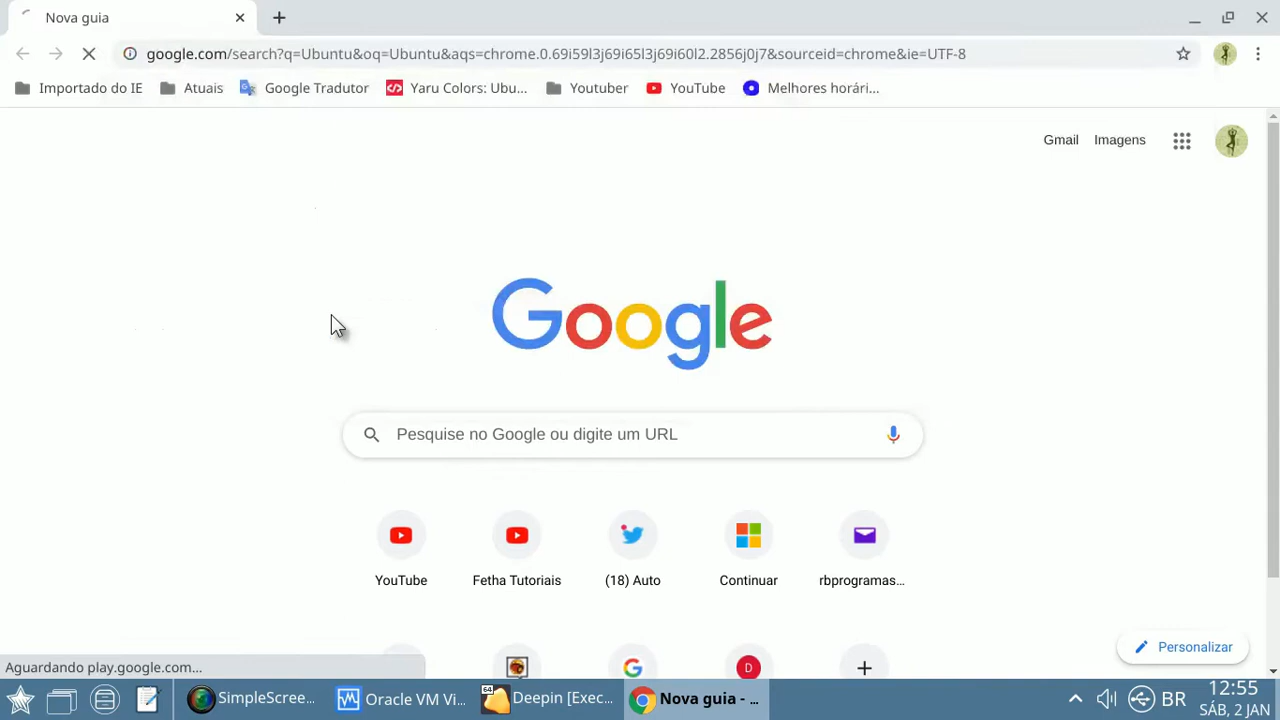 Nova guia
google.com/search?q=Ubuntu&oq=Ubuntu&aqs=chrome.0.69i59l3j69i65l3j69i60l2.2856j0j7&sourceid=chrome&ie=UTF-8
Importado do IE Atuais Google Tradutor Yaru Colors: Ubu... Youtuber YouTube Melhores horári...
Gmail Imagens
Google
Pesquise no Google ou digite um URL
YouTube Fetha Tutoriais (18) Auto Continuar rbprogramas...
G D
Personalizar
Aguardando play.google.com...
SimpleScree... Oracle VM Vi... 64 Deepin [Exec... Nova guia - ... BR 12:55
SÁB, 2 JAN